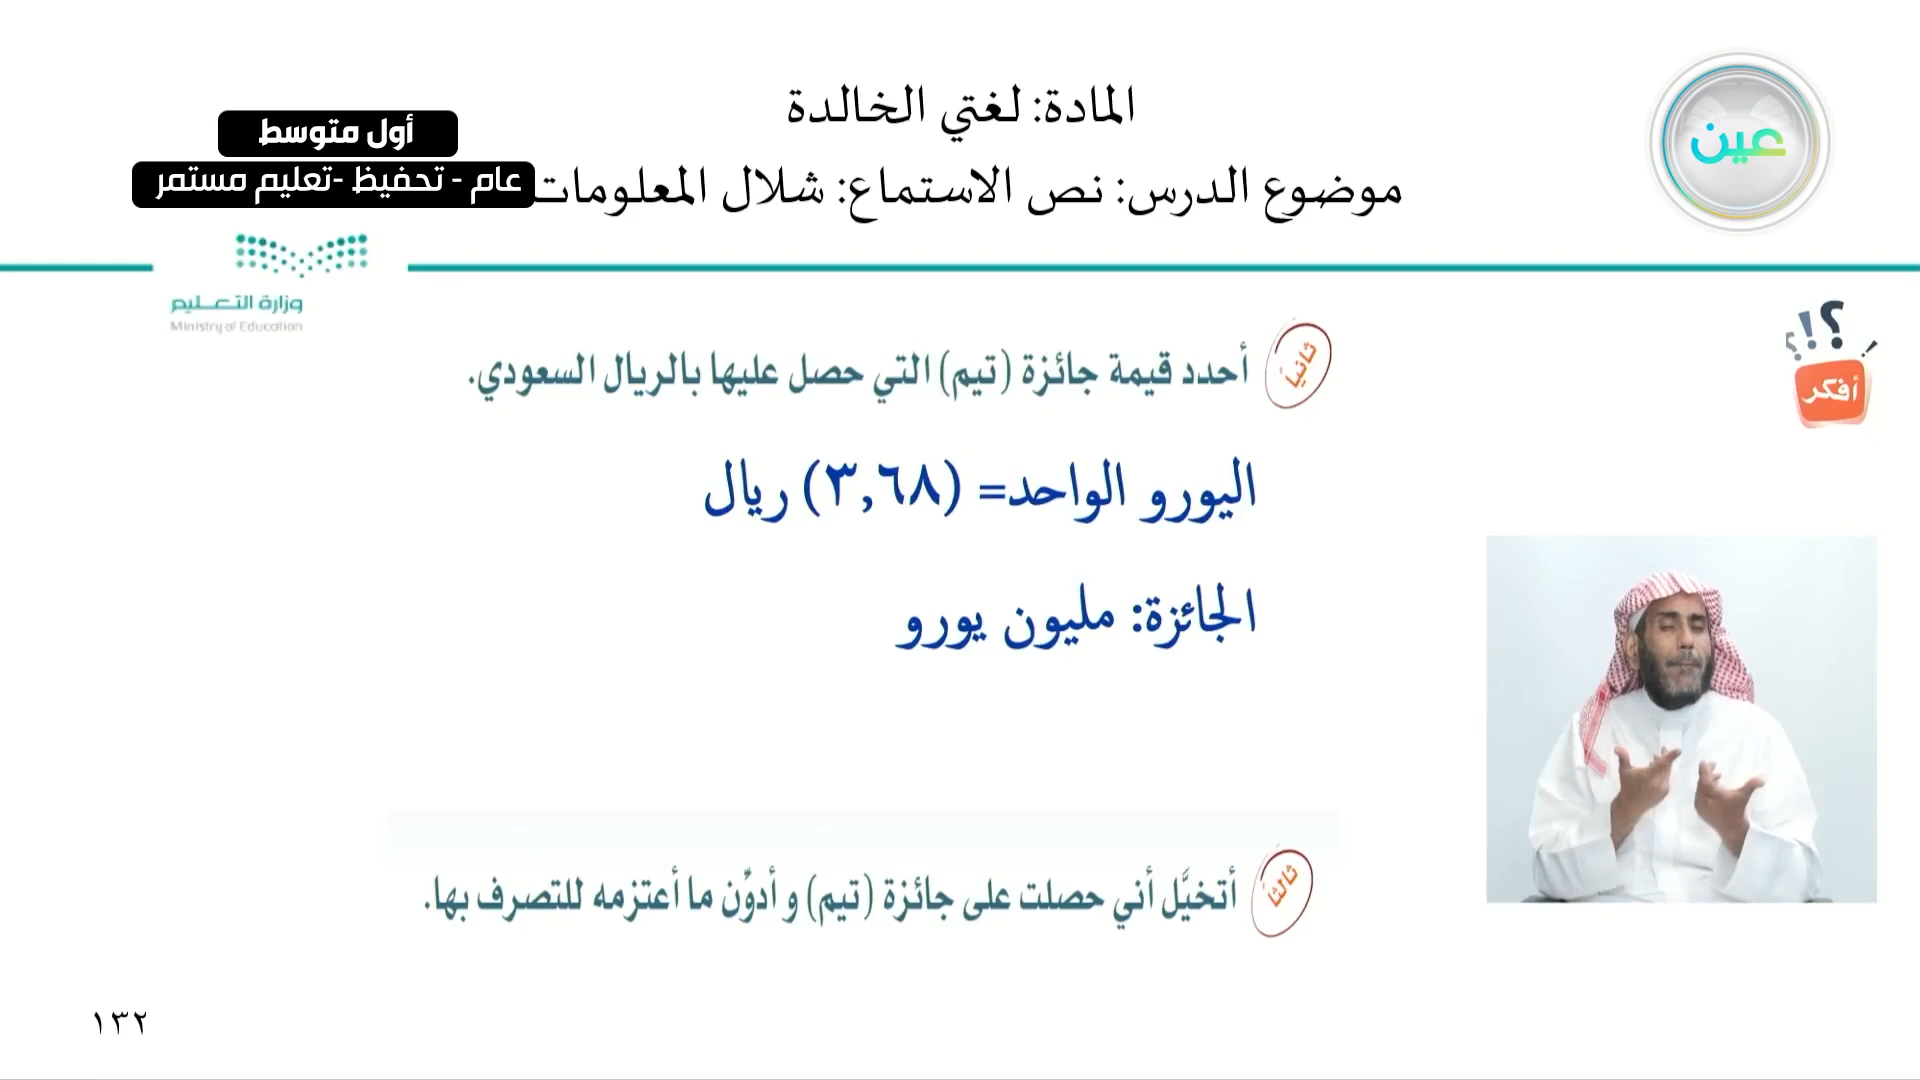 المادة: لغتي الخالدة
موضوع الدرس: نص الاستماع: شلال المعلومات
أول متوسط
عام - تحفيظ -تعليم مستمر
عين
وزارة التعـــليم
Ministry of Education
؟!
أفكر
ثانيًا
أحدد قيمة جائزة (تيم) التي حصل عليها بالريال السعودي.
اليورو الواحد= (٣,٦٨) ريال
الجائزة: مليون يورو
ثالثًا
أتخيَّل أني حصلت على جائزة (تيم) و أدوِّن ما أعتزمه للتصرف بها.
١٣٢